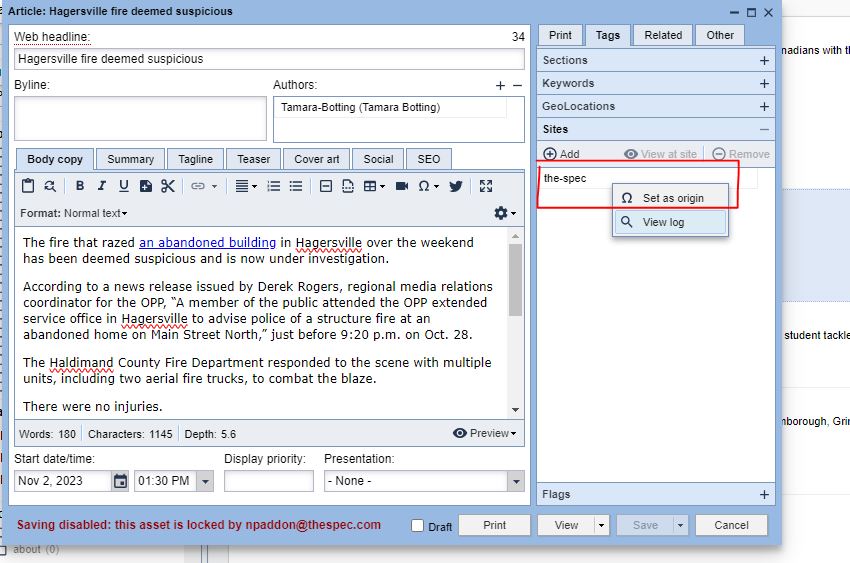 Article: Hagersville fire deemed suspicious
Web headline:
34
Hagersville fire deemed suspicious
Byline:
Authors:
Tamara-Botting (Tamara Botting)
Body copy
Summary
Tagline
Teaser
Cover art
Social
SEO
Format: Normal text
The fire that razed an abandoned building in Hagersville over the weekend
has been deemed suspicious and is now under investigation.
According to a news release issued by Derek Rogers, regional media relations
coordinator for the OPP, “A member of the public attended the OPP extended
service office in Hagersville to advise police of a structure fire at an
abandoned home on Main Street North,” just before 9:20 p.m. on Oct. 28.
The Haldimand County Fire Department responded to the scene with multiple
units, including two aerial fire trucks, to combat the blaze.
There were no injuries.
Words: 180
Characters: 1145
Depth: 5.6
Preview
Start date/time:
Display priority:
Presentation:
Nov 2, 2023
01:30 PM
- None -
Print
Tags
Related
Other
Sections
Keywords
GeoLocations
Sites
Add
View at site
Remove
the-spec
Set as origin
View log
Flags
Saving disabled: this asset is locked by npaddon@thespec.com
Draft
Print
View
Save
Cancel
nadians with th
student tackle
nborough, Grin
about (0)